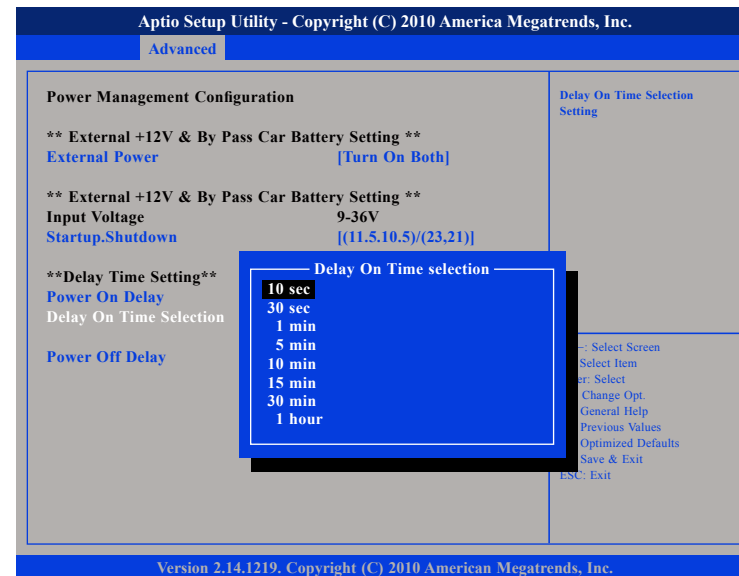 Aptio Setup Utility - Copyright (C) 2010 America Megatrends, Inc.
Advanced
Power Management Configuration
** External +12V & By Pass Car Battery Setting **
External Power [Turn On Both]
** External +12V & By Pass Car Battery Setting **
Input Voltage 9-36V
Startup.Shutdown [(11.5.10.5)/(23,21)]
**Delay Time Setting**
Power On Delay
Delay On Time Selection
Power Off Delay
Delay On Time selection
10 sec
30 sec
1 min
5 min
10 min
15 min
30 min
1 hour
Delay On Time Selection
Setting
: Select Screen
Select Item
: Select
Change Opt.
General Help
Previous Values
Optimized Defaults
Save & Exit
ESC: Exit
Version 2.14.1219. Copyright (C) 2010 American Megatrends, Inc.